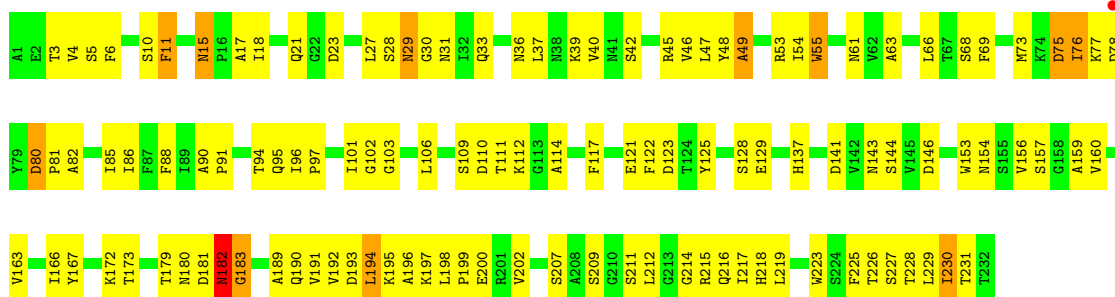 A1 E2 T3 V4 S5 F6 S10 F11 N15 P16 A17 I18 Q21 G22 D23 L27 S28 N29 G30 N31 I32 Q33 N36 L37 N38 K39 V40 N41 S42 R45 V46 L47 Y48 A49 R53 I54 W55 N61 V62 A63 L66 T67 S68 F69 M73 K74 D75 I76 K77
Y79 D80 P81 A82 I85 I86 F87 F88 I89 A90 P91 T94 Q95 I96 P97 I101 G102 G103 L106 S109 D110 T111 K112 G113 A114 F117 E121 F122 D123 T124 Y125 S128 E129 H137 D141 V142 N143 S144 V145 D146 W153 N154 S155 V156 S157 G158 A159 V160
V163 I166 Y167 K172 T173 T179 N180 D181 N182 G183 A189 Q190 V191 V192 D193 L194 K195 A196 K197 L198 P199 E200 R201 V202 S207 A208 S209 G210 S211 L212 G213 G214 R215 Q216 I217 H218 L219 W223 S224 F225 T226 S227 T228 L229 I230 T231 T232